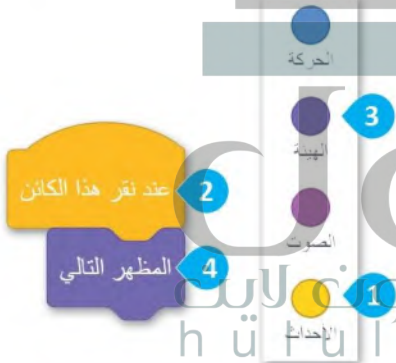 الحركة
3
الهيئة
عند نقر هذا الكائن
2
الصوت
المظهر التالي
4
1
الأحداث